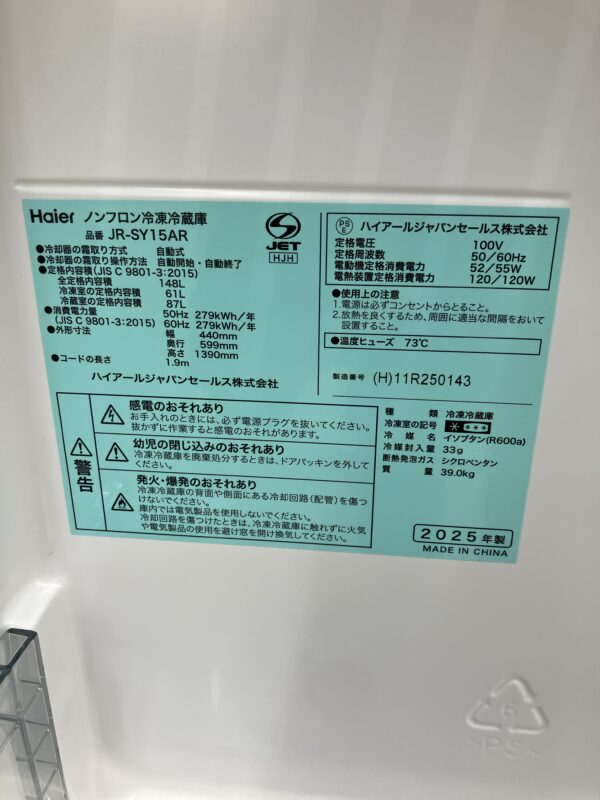 Haier ノンフロン冷凍冷蔵庫
品番 JR-SY15AR
●冷却器の霜取り方式 自動式
●冷却器の霜取り操作方法 自動開始・自動終了
●定格内容積(JIS C 9801-3:2015)
全定格内容積 148L
冷凍室の定格内容積 61L
冷蔵室の定格内容積 87L
●消費電力量 50Hz 279kWh/年
(JIS C 9801-3:2015) 60Hz 279kWh/年
●外形寸法 幅 440mm
奥行 599mm
高さ 1390mm
●コードの長さ 1.9m
ハイアールジャパンセールス株式会社
S
JET
HJH
PS
E
ハイアールジャパンセールス株式会社
定格電圧 100V
定格周波数 50/60Hz
電動機定格消費電力 52/55W
電熱装置定格消費電力 120/120W
●使用上の注意
1.電源は必ずコンセントからとること。
2.放熱を良くするため、周囲に適当な間隔をおいて
設置すること。
●温度ヒューズ 73℃
製造番号 (H)11R250143
警告
感電のおそれあり
お手入れのときには、必ず電源プラグを抜いてください。
抜かずに作業すると感電のおそれがあります。
幼児の閉じ込みのおそれあり
冷凍冷蔵庫を廃棄処分するときは、ドアパッキンを外して
ください。
発火・爆発のおそれあり
冷凍冷蔵庫の背面や側面にある冷却回路(配管)を傷つ
けないでください。
庫内では電気製品を使用しないでください。
冷却回路を傷つけたときは、冷凍冷蔵庫に触れずに火気
や電気製品の使用を避け窓を開け換気してください。
種類 冷凍冷蔵庫
冷凍室の記号
冷媒 イソブタン(R600a)
冷媒封入量 33g
断熱発泡ガス シクロペンタン
質量 39.0kg
2025年製
MADE IN CHINA
6
>PS<